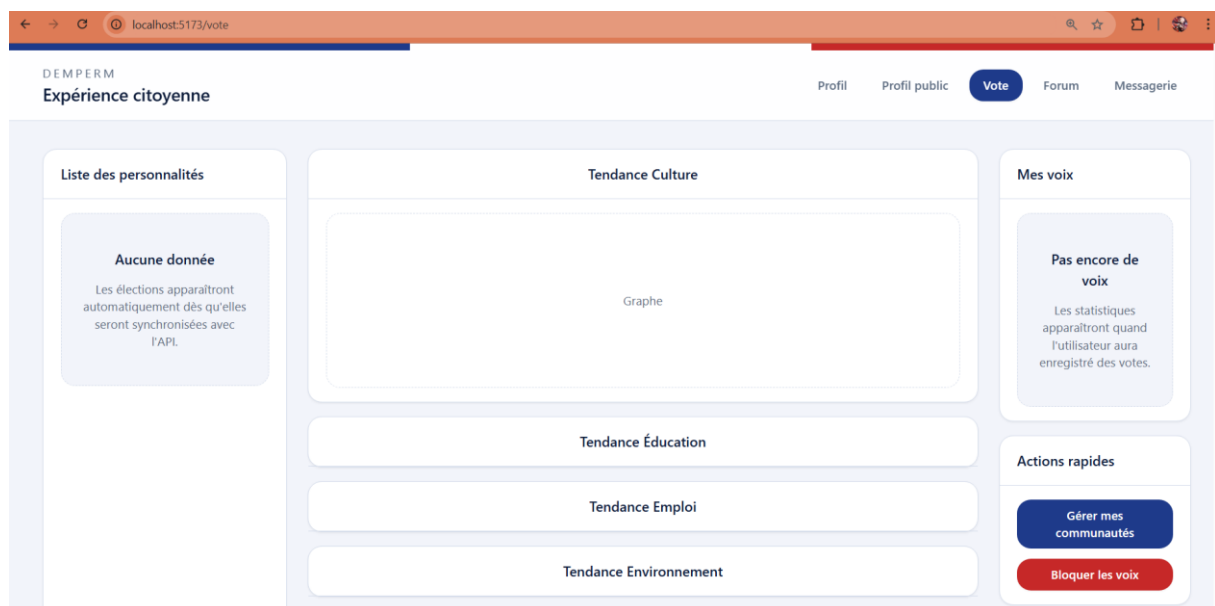 localhost:5173/vote
DEMPERM
Expérience citoyenne
Profil
Profil public
Vote
Forum
Messagerie
Liste des personnalités
Aucune donnée
Les élections apparaîtront
automatiquement dès qu'elles
seront synchronisées avec
l'API.
Tendance Culture
Graphe
Tendance Éducation
Tendance Emploi
Tendance Environnement
Mes voix
Pas encore de
voix
Les statistiques
apparaîtront quand
l'utilisateur aura
enregistré des votes.
Actions rapides
Gérer mes
communautés
Bloquer les voix